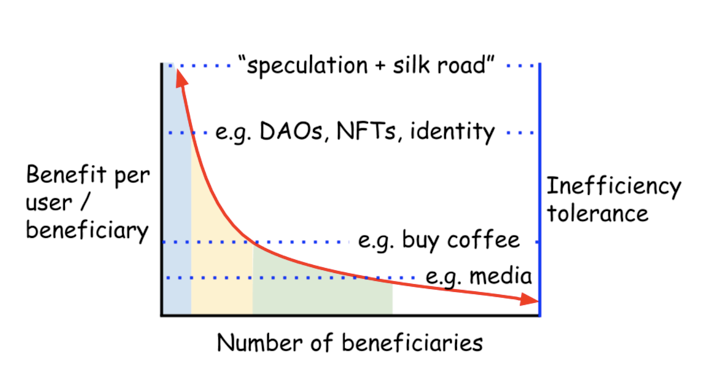 “speculation + silk road”
e.g. DAOs, NFTs, identity
Benefit per
user /
beneficiary
Inefficiency
tolerance
e.g. buy coffee
e.g. media
Number of beneficiaries